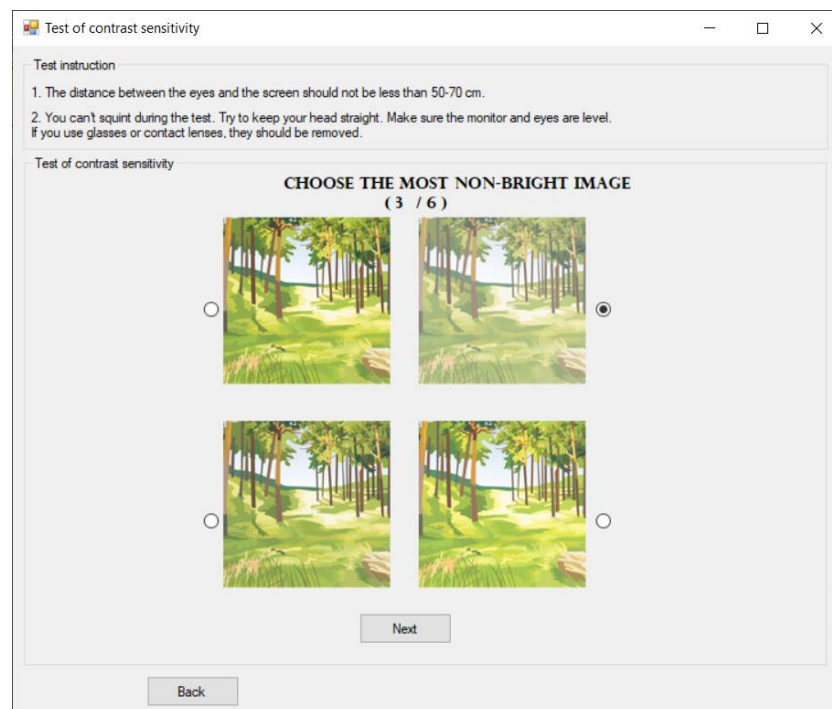 Test of contrast sensitivity
Test instruction
1. The distance between the eyes and the screen should not be less than 50-70 cm.
2. You can't squint during the test. Try to keep your head straight. Make sure the monitor and eyes are level.
If you use glasses or contact lenses, they should be removed.
Test of contrast sensitivity
CHOOSE THE MOST NON-BRIGHT IMAGE
( 3 / 6 )
Next
Back